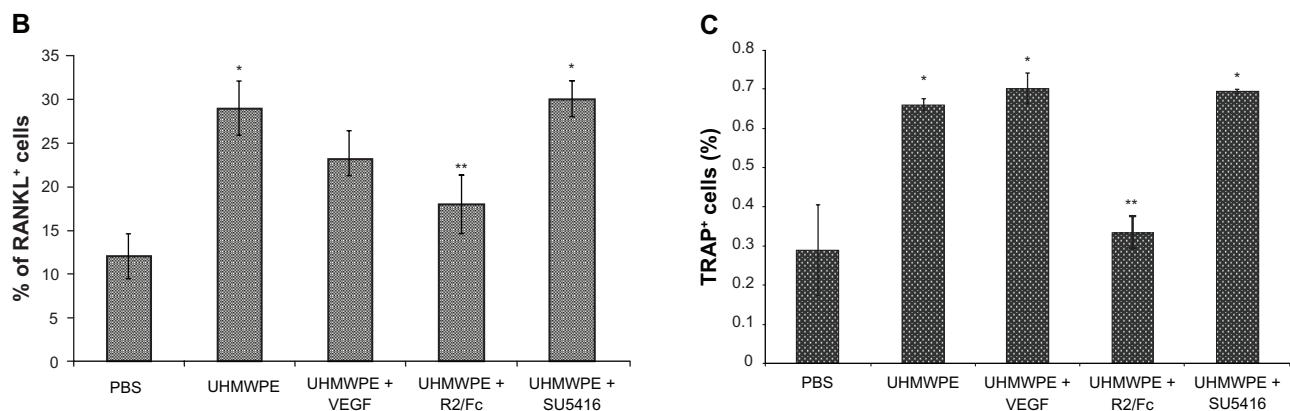 B
% of RANKL+ cells
35
30
25
20
15
10
5
0
*
**
*
PBS
UHMWPE
UHMWPE +
VEGF
UHMWPE +
R2/Fc
UHMWPE +
SU5416
C
TRAP+ cells (%)
0.8
0.7
0.6
0.5
0.4
0.3
0.2
0.1
0
*
*
**
*
PBS
UHMWPE
UHMWPE +
VEGF
UHMWPE +
R2/Fc
UHMWPE +
SU5416